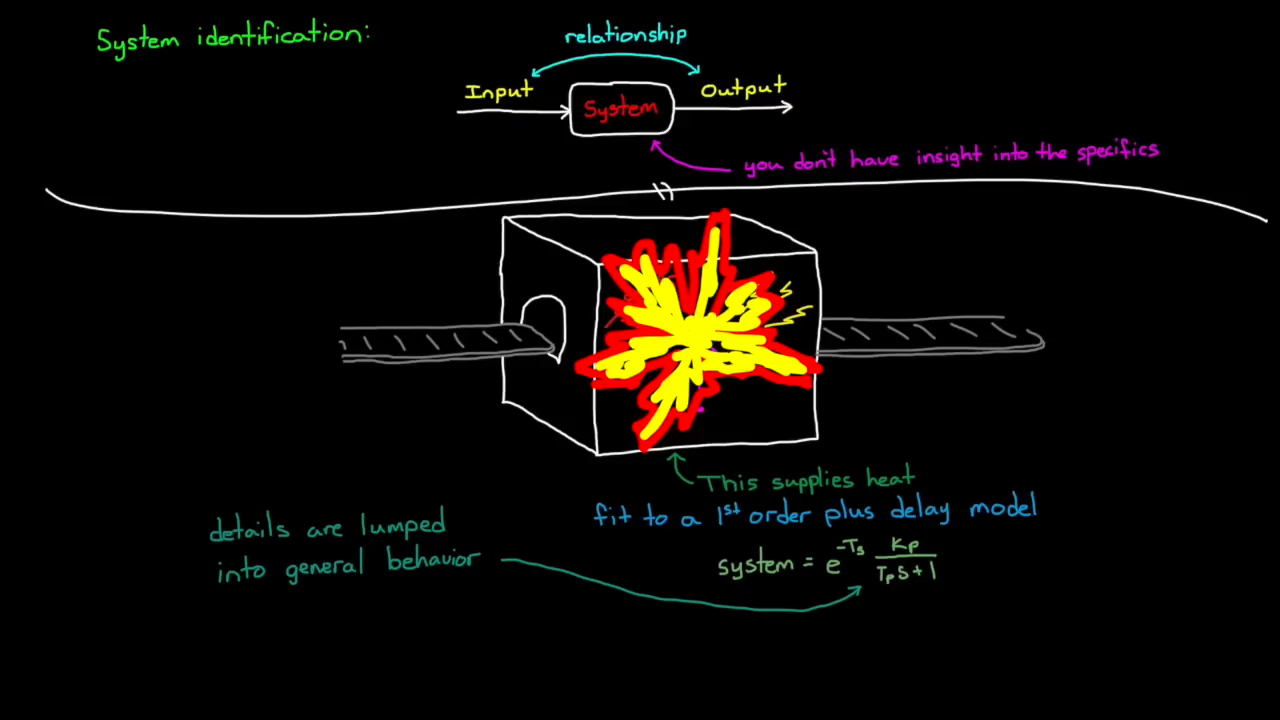 System identification:
relationship
Input
System
Output
you don't have insight into the specifics
This supplies heat
fit to a 1st order plus delay model
details are lumped
into general behavior
system = e^-Ts Kp / (Tp s + 1)